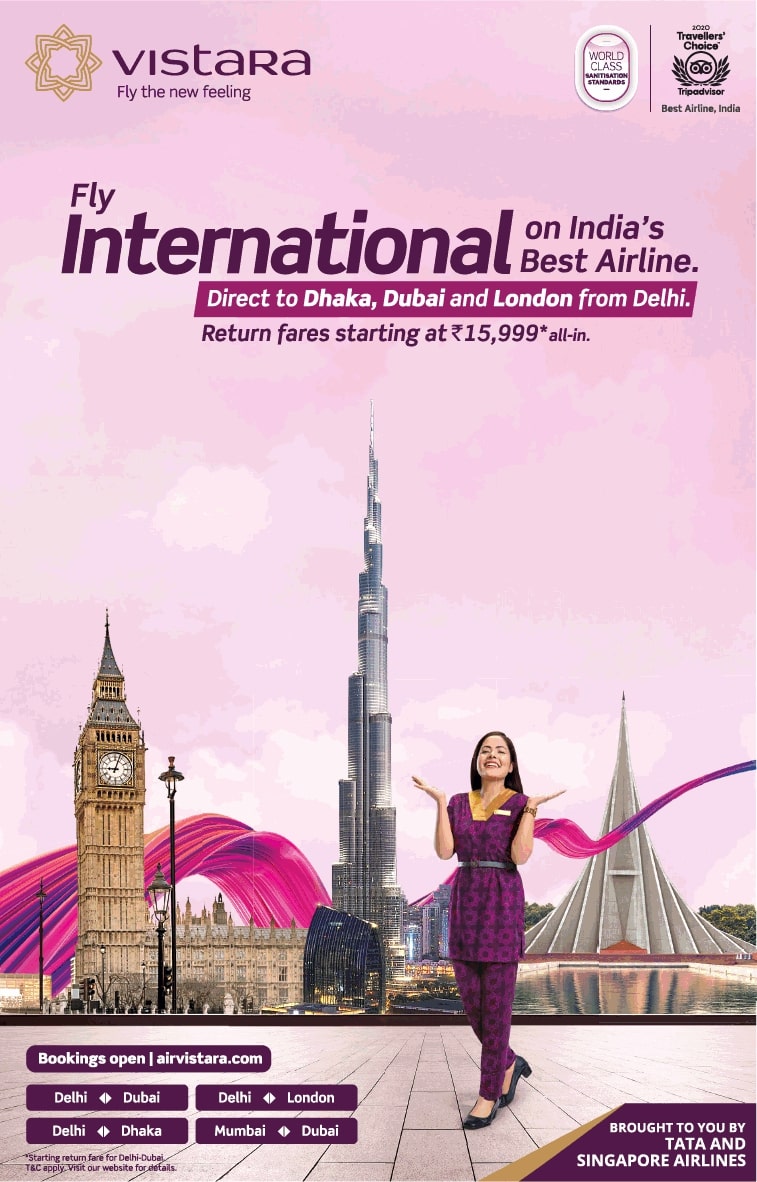 vistara
Fly the new feeling
WORLD
CLASS
SANITISATION
STANDARDS
2020
Travellers'
Choice
Tripadvisor
Best Airline, India
Fly
International on India's
Best Airline.
Direct to Dhaka, Dubai and London from Delhi.
Return fares starting at ₹15,999* all-in.
Bookings open | airvistara.com
Delhi Dubai
Delhi London
Delhi Dhaka
Mumbai Dubai
*Starting return fare for Delhi-Dubai.
T&C apply. Visit our website for details.
BROUGHT TO YOU BY
TATA AND
SINGAPORE AIRLINES